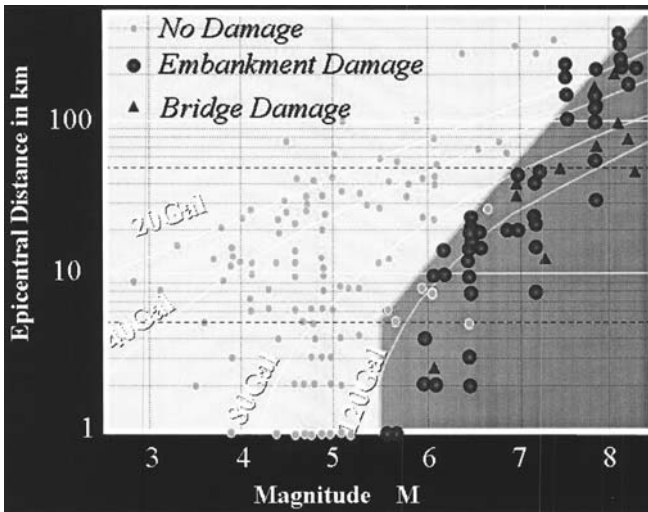 No Damage
Embankment Damage
Bridge Damage
Epicentral Distance in km
100
10
1
20Gal
40Gal
80Gal
120Gal
3 4 5 6 7 8
Magnitude M